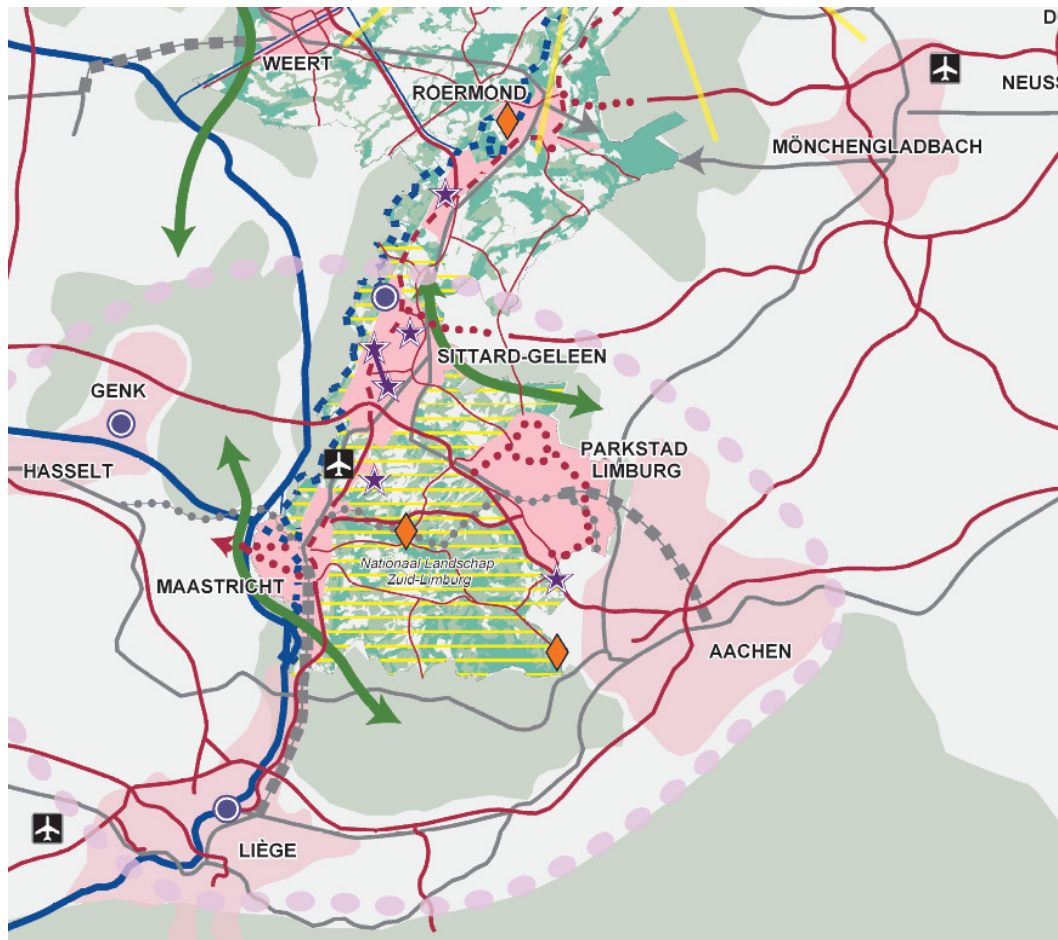 D
WEERT
ROERMOND
NEUSS
MÖNCHENGLADBACH
SITTARD-GELEEN
GENK
PARKSTAD
LIMBURG
HASSELT
Nationaal Landschap
Zuid-Limburg
MAASTRICHT
AACHEN
LIÈGE